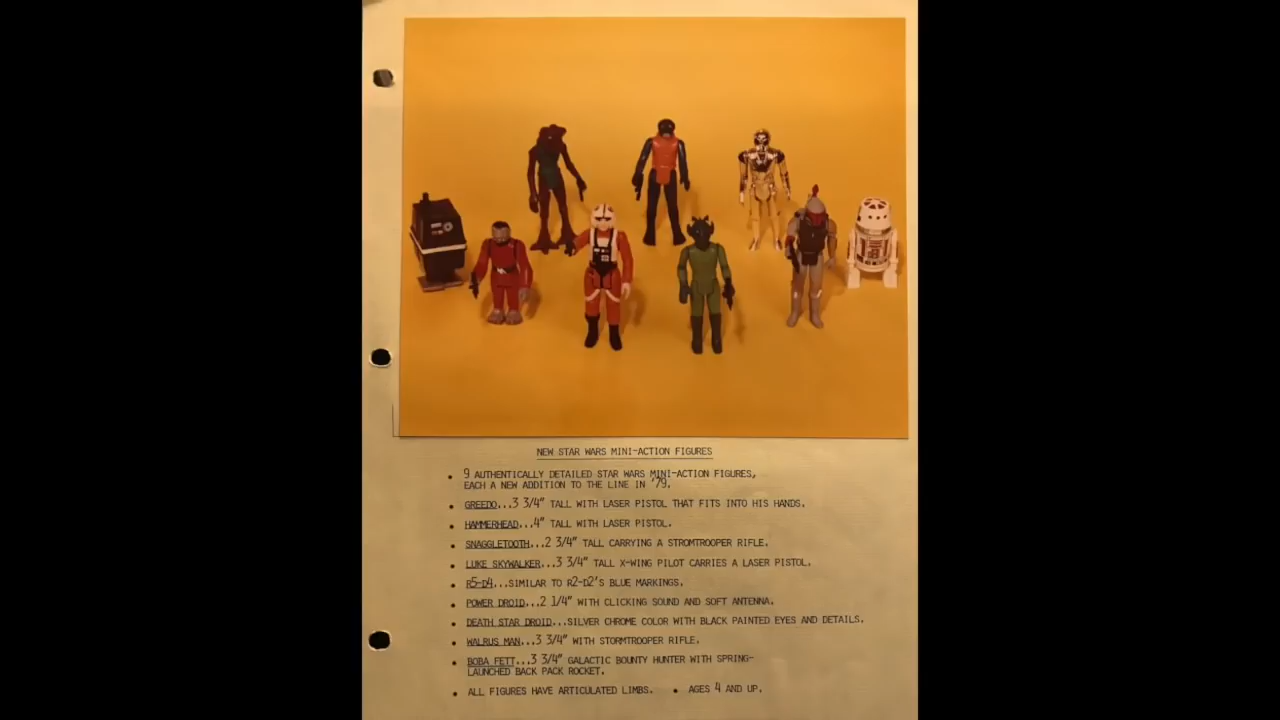 NEW STAR WARS MINI-ACTION FIGURES
• 9 AUTHENTICALLY DETAILED STAR WARS MINI-ACTION FIGURES,
EACH A NEW ADDITION TO THE LINE IN '79.
• GREEDO...3 3/4" TALL WITH LASER PISTOL THAT FITS INTO HIS HANDS.
• HAMMERHEAD...4" TALL WITH LASER PISTOL.
• SNAGGLETOOTH...2 3/4" TALL CARRYING A STROMTROOPER RIFLE.
• LUKE SKYWALKER...3 3/4" TALL X-WING PILOT CARRIES A LASER PISTOL.
• R5-D4...SIMILAR TO R2-D2'S BLUE MARKINGS.
• POWER DROID...2 1/4" WITH CLICKING SOUND AND SOFT ANTENNA.
• DEATH STAR DROID...SILVER CHROME COLOR WITH BLACK PAINTED EYES AND DETAILS.
• WALRUS MAN...3 3/4" WITH STORMTROOPER RIFLE.
• BOBA FETT...3 3/4" GALACTIC BOUNTY HUNTER WITH SPRING-
LAUNCHED BACK PACK ROCKET.
• ALL FIGURES HAVE ARTICULATED LIMBS. • AGES 4 AND UP.